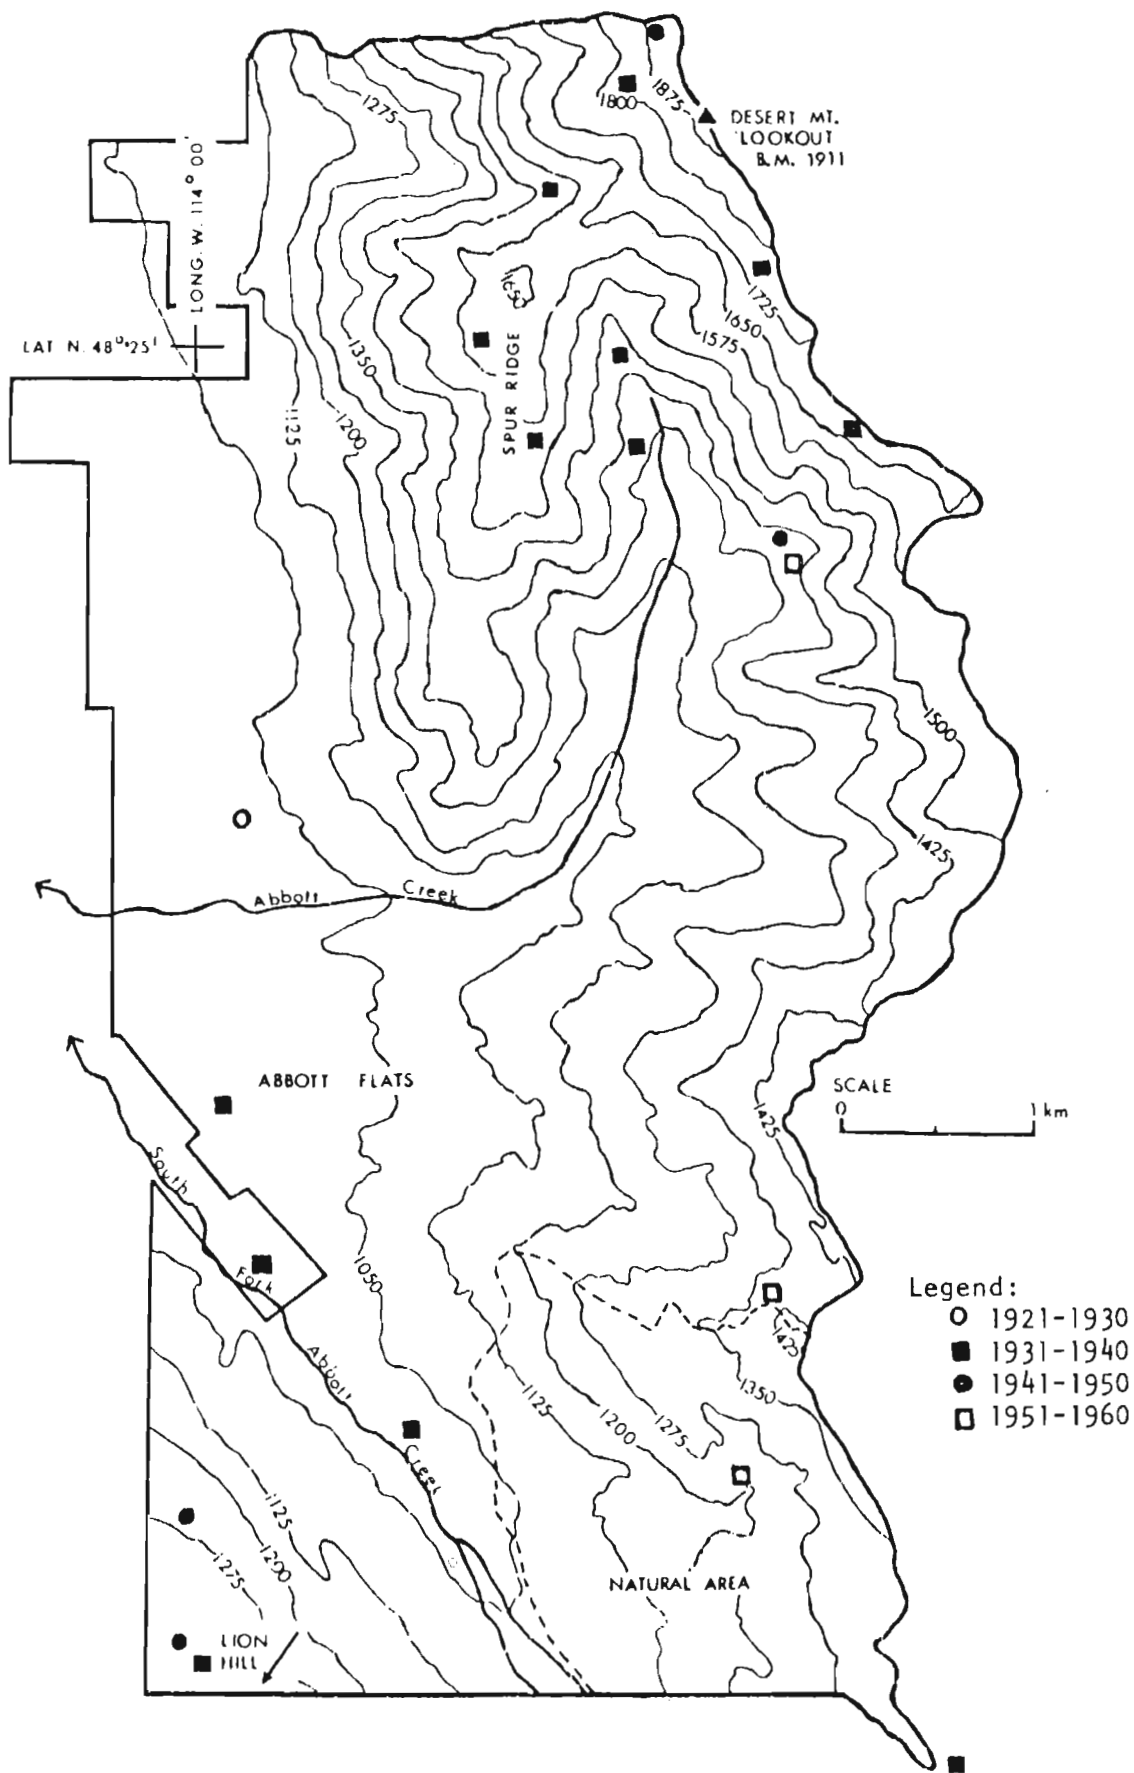 1275
1800
1875
DESERT MT.
LOOKOUT
B.M. 1911
LONG. W. 114° 00'
LAT N. 48° 25'
1650
1725
1650
1575
1350
SPUR RIDGE
1125
1200
1500
1425
Abbott Creek
ABBOTT FLATS
SCALE
0 1 km
1425
South Fork Abbott Creek
1050
1425
Legend:
1921-1930
1931-1940
1941-1950
1951-1960
1350
1125
1200
1275
1125
1200
1275
NATURAL AREA
LION
HILL